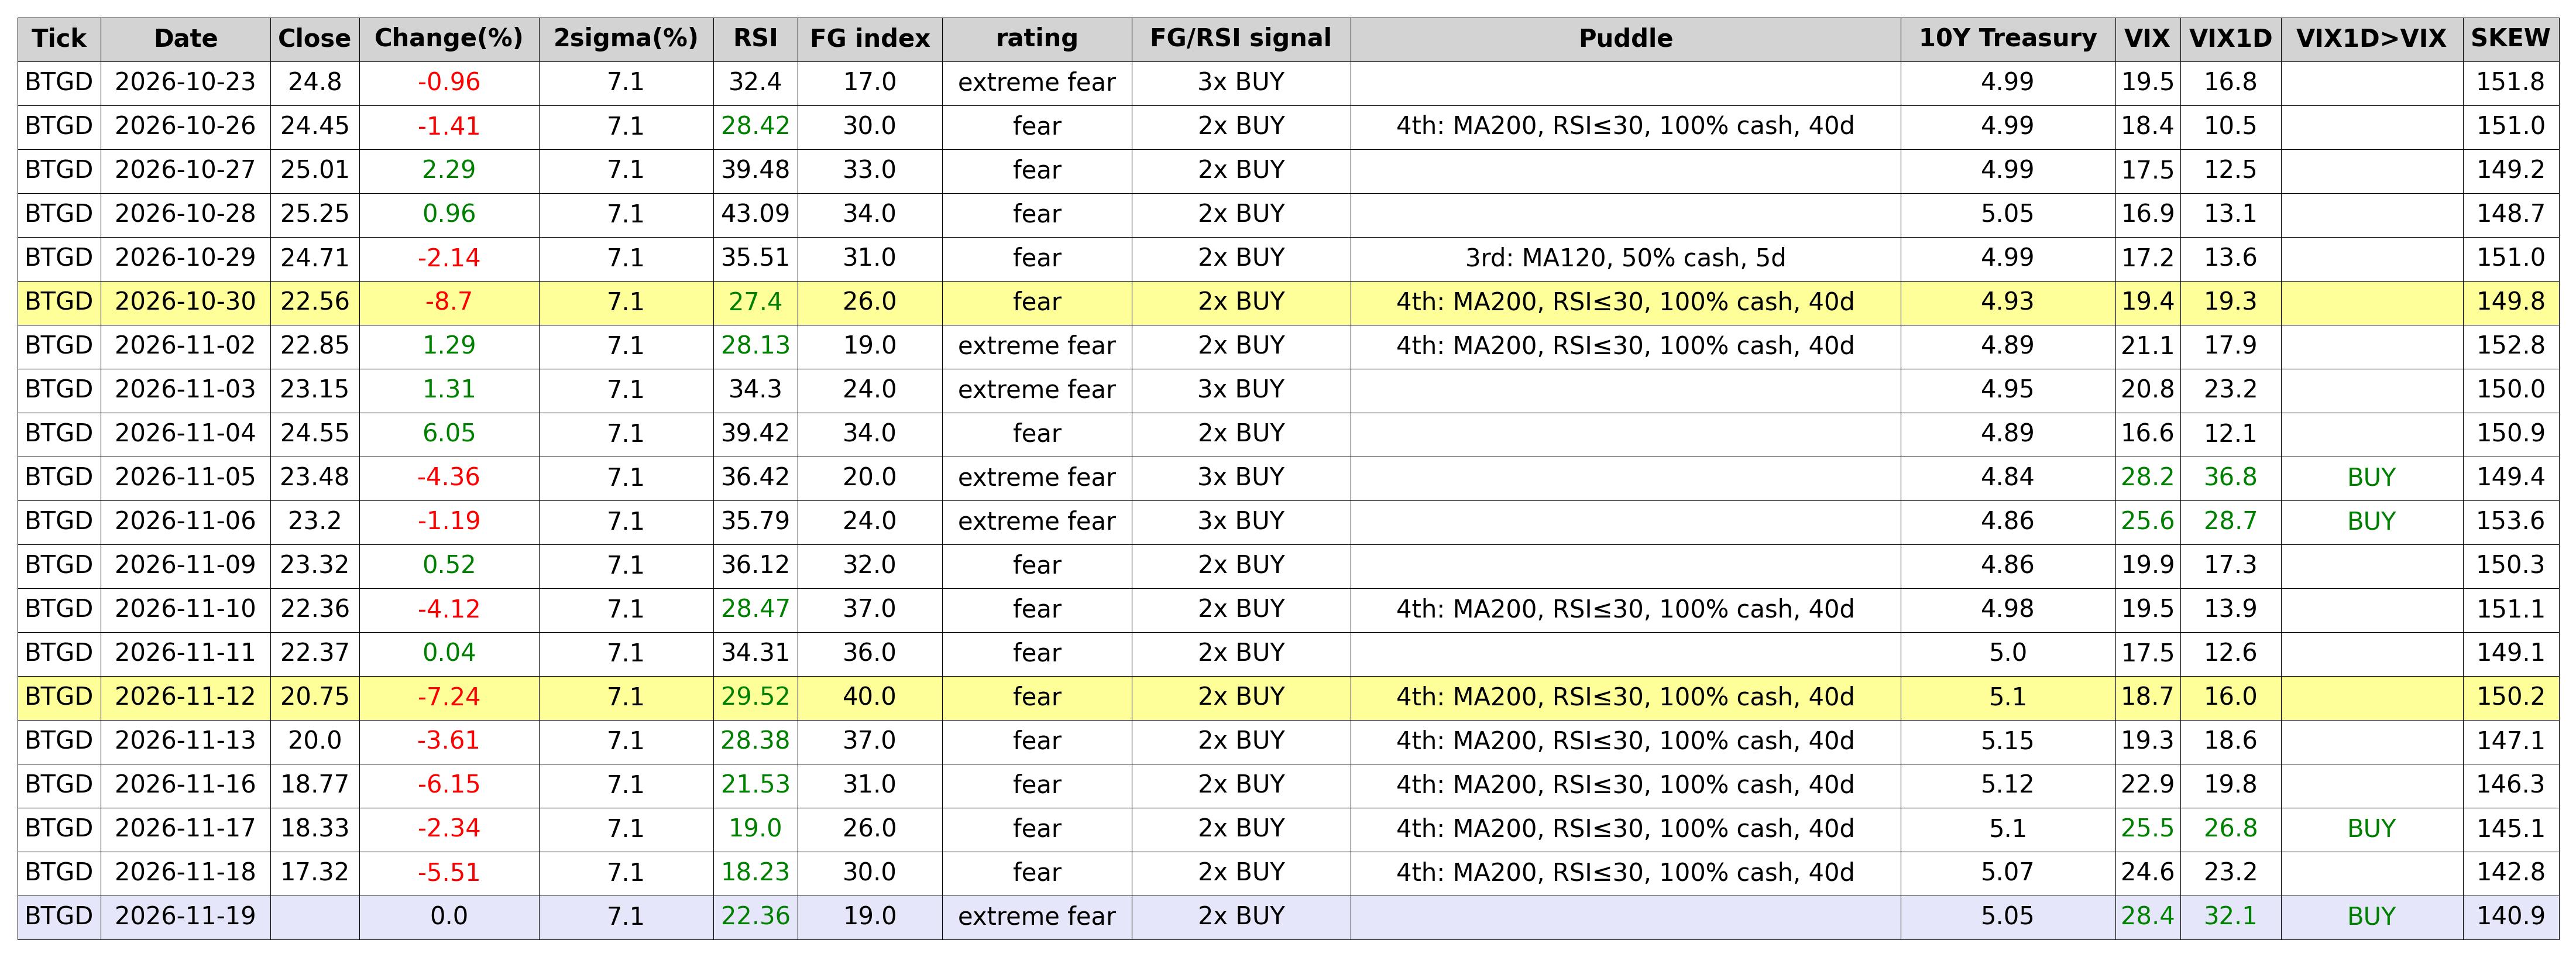 Tick Date Close Change(%) 2sigma(%) RSI FG index rating FG/RSI signal Puddle 10Y Treasury VIX VIX1D VIX1D>VIX SKEW
BTGD 2026-10-23 24.8 -0.96 7.1 32.4 17.0 extreme fear 3x BUY 4.99 19.5 16.8 151.8
BTGD 2026-10-26 24.45 -1.41 7.1 28.42 30.0 fear 2x BUY 4th: MA200, RSI≤30, 100% cash, 40d 4.99 18.4 10.5 151.0
BTGD 2026-10-27 25.01 2.29 7.1 39.48 33.0 fear 2x BUY 4.99 17.5 12.5 149.2
BTGD 2026-10-28 25.25 0.96 7.1 43.09 34.0 fear 2x BUY 5.05 16.9 13.1 148.7
BTGD 2026-10-29 24.71 -2.14 7.1 35.51 31.0 fear 2x BUY 3rd: MA120, 50% cash, 5d 4.99 17.2 13.6 151.0
BTGD 2026-10-30 22.56 -8.7 7.1 27.4 26.0 fear 2x BUY 4th: MA200, RSI≤30, 100% cash, 40d 4.93 19.4 19.3 149.8
BTGD 2026-11-02 22.85 1.29 7.1 28.13 19.0 extreme fear 2x BUY 4th: MA200, RSI≤30, 100% cash, 40d 4.89 21.1 17.9 152.8
BTGD 2026-11-03 23.15 1.31 7.1 34.3 24.0 extreme fear 3x BUY 4.95 20.8 23.2 150.0
BTGD 2026-11-04 24.55 6.05 7.1 39.42 34.0 fear 2x BUY 4.89 16.6 12.1 150.9
BTGD 2026-11-05 23.48 -4.36 7.1 36.42 20.0 extreme fear 3x BUY 4.84 28.2 36.8 BUY 149.4
BTGD 2026-11-06 23.2 -1.19 7.1 35.79 24.0 extreme fear 3x BUY 4.86 25.6 28.7 BUY 153.6
BTGD 2026-11-09 23.32 0.52 7.1 36.12 32.0 fear 2x BUY 4.86 19.9 17.3 150.3
BTGD 2026-11-10 22.36 -4.12 7.1 28.47 37.0 fear 2x BUY 4th: MA200, RSI≤30, 100% cash, 40d 4.98 19.5 13.9 151.1
BTGD 2026-11-11 22.37 0.04 7.1 34.31 36.0 fear 2x BUY 5.0 17.5 12.6 149.1
BTGD 2026-11-12 20.75 -7.24 7.1 29.52 40.0 fear 2x BUY 4th: MA200, RSI≤30, 100% cash, 40d 5.1 18.7 16.0 150.2
BTGD 2026-11-13 20.0 -3.61 7.1 28.38 37.0 fear 2x BUY 4th: MA200, RSI≤30, 100% cash, 40d 5.15 19.3 18.6 147.1
BTGD 2026-11-16 18.77 -6.15 7.1 21.53 31.0 fear 2x BUY 4th: MA200, RSI≤30, 100% cash, 40d 5.12 22.9 19.8 146.3
BTGD 2026-11-17 18.33 -2.34 7.1 19.0 26.0 fear 2x BUY 4th: MA200, RSI≤30, 100% cash, 40d 5.1 25.5 26.8 BUY 145.1
BTGD 2026-11-18 17.32 -5.51 7.1 18.23 30.0 fear 2x BUY 4th: MA200, RSI≤30, 100% cash, 40d 5.07 24.6 23.2 142.8
BTGD 2026-11-19 0.0 7.1 22.36 19.0 extreme fear 2x BUY 5.05 28.4 32.1 BUY 140.9